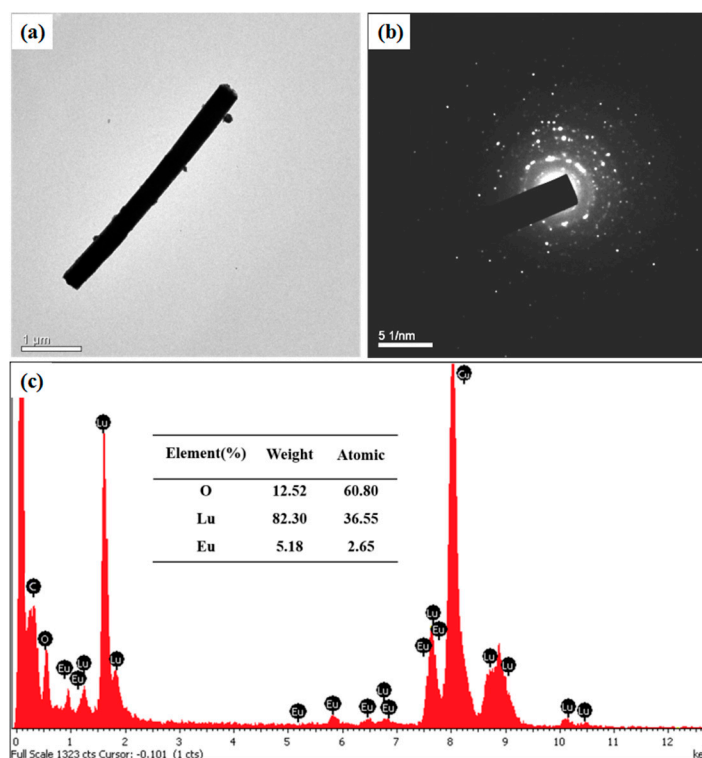 (a)
(b)
1 μm
5 1/nm
(c)
Cu
Lu
Element(%) Weight Atomic
O 12.52 60.80
Lu 82.30 36.55
Eu 5.18 2.65
C
Lu
O
Lu
Eu
Eu
Lu
Lu
Eu
Eu
Lu
Lu
Eu
Eu
Eu
Lu
Eu
Lu
Lu
0 1 2 3 4 5 6 7 8 9 10 11 12
Full Scale 1323 cts Cursor: -0.101 (1 cts) ke